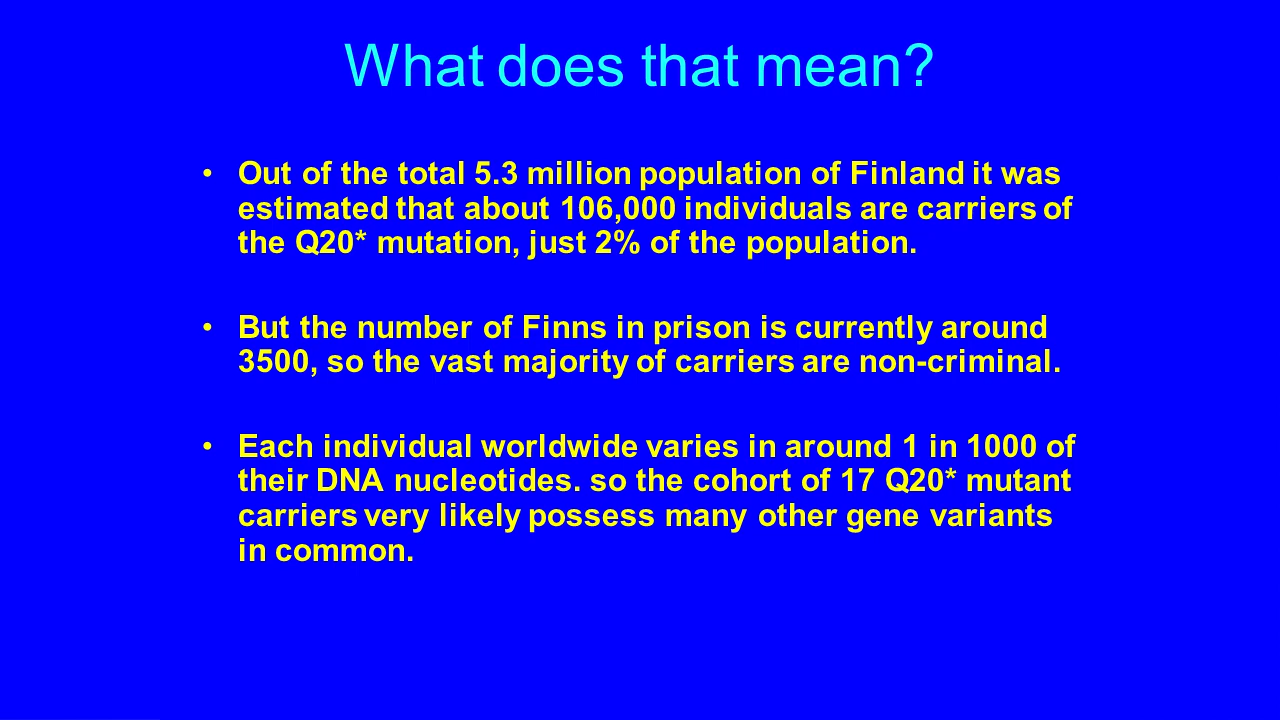 What does that mean?
• Out of the total 5.3 million population of Finland it was
estimated that about 106,000 individuals are carriers of
the Q20* mutation, just 2% of the population.
• But the number of Finns in prison is currently around
3500, so the vast majority of carriers are non-criminal.
• Each individual worldwide varies in around 1 in 1000 of
their DNA nucleotides. so the cohort of 17 Q20* mutant
carriers very likely possess many other gene variants
in common.